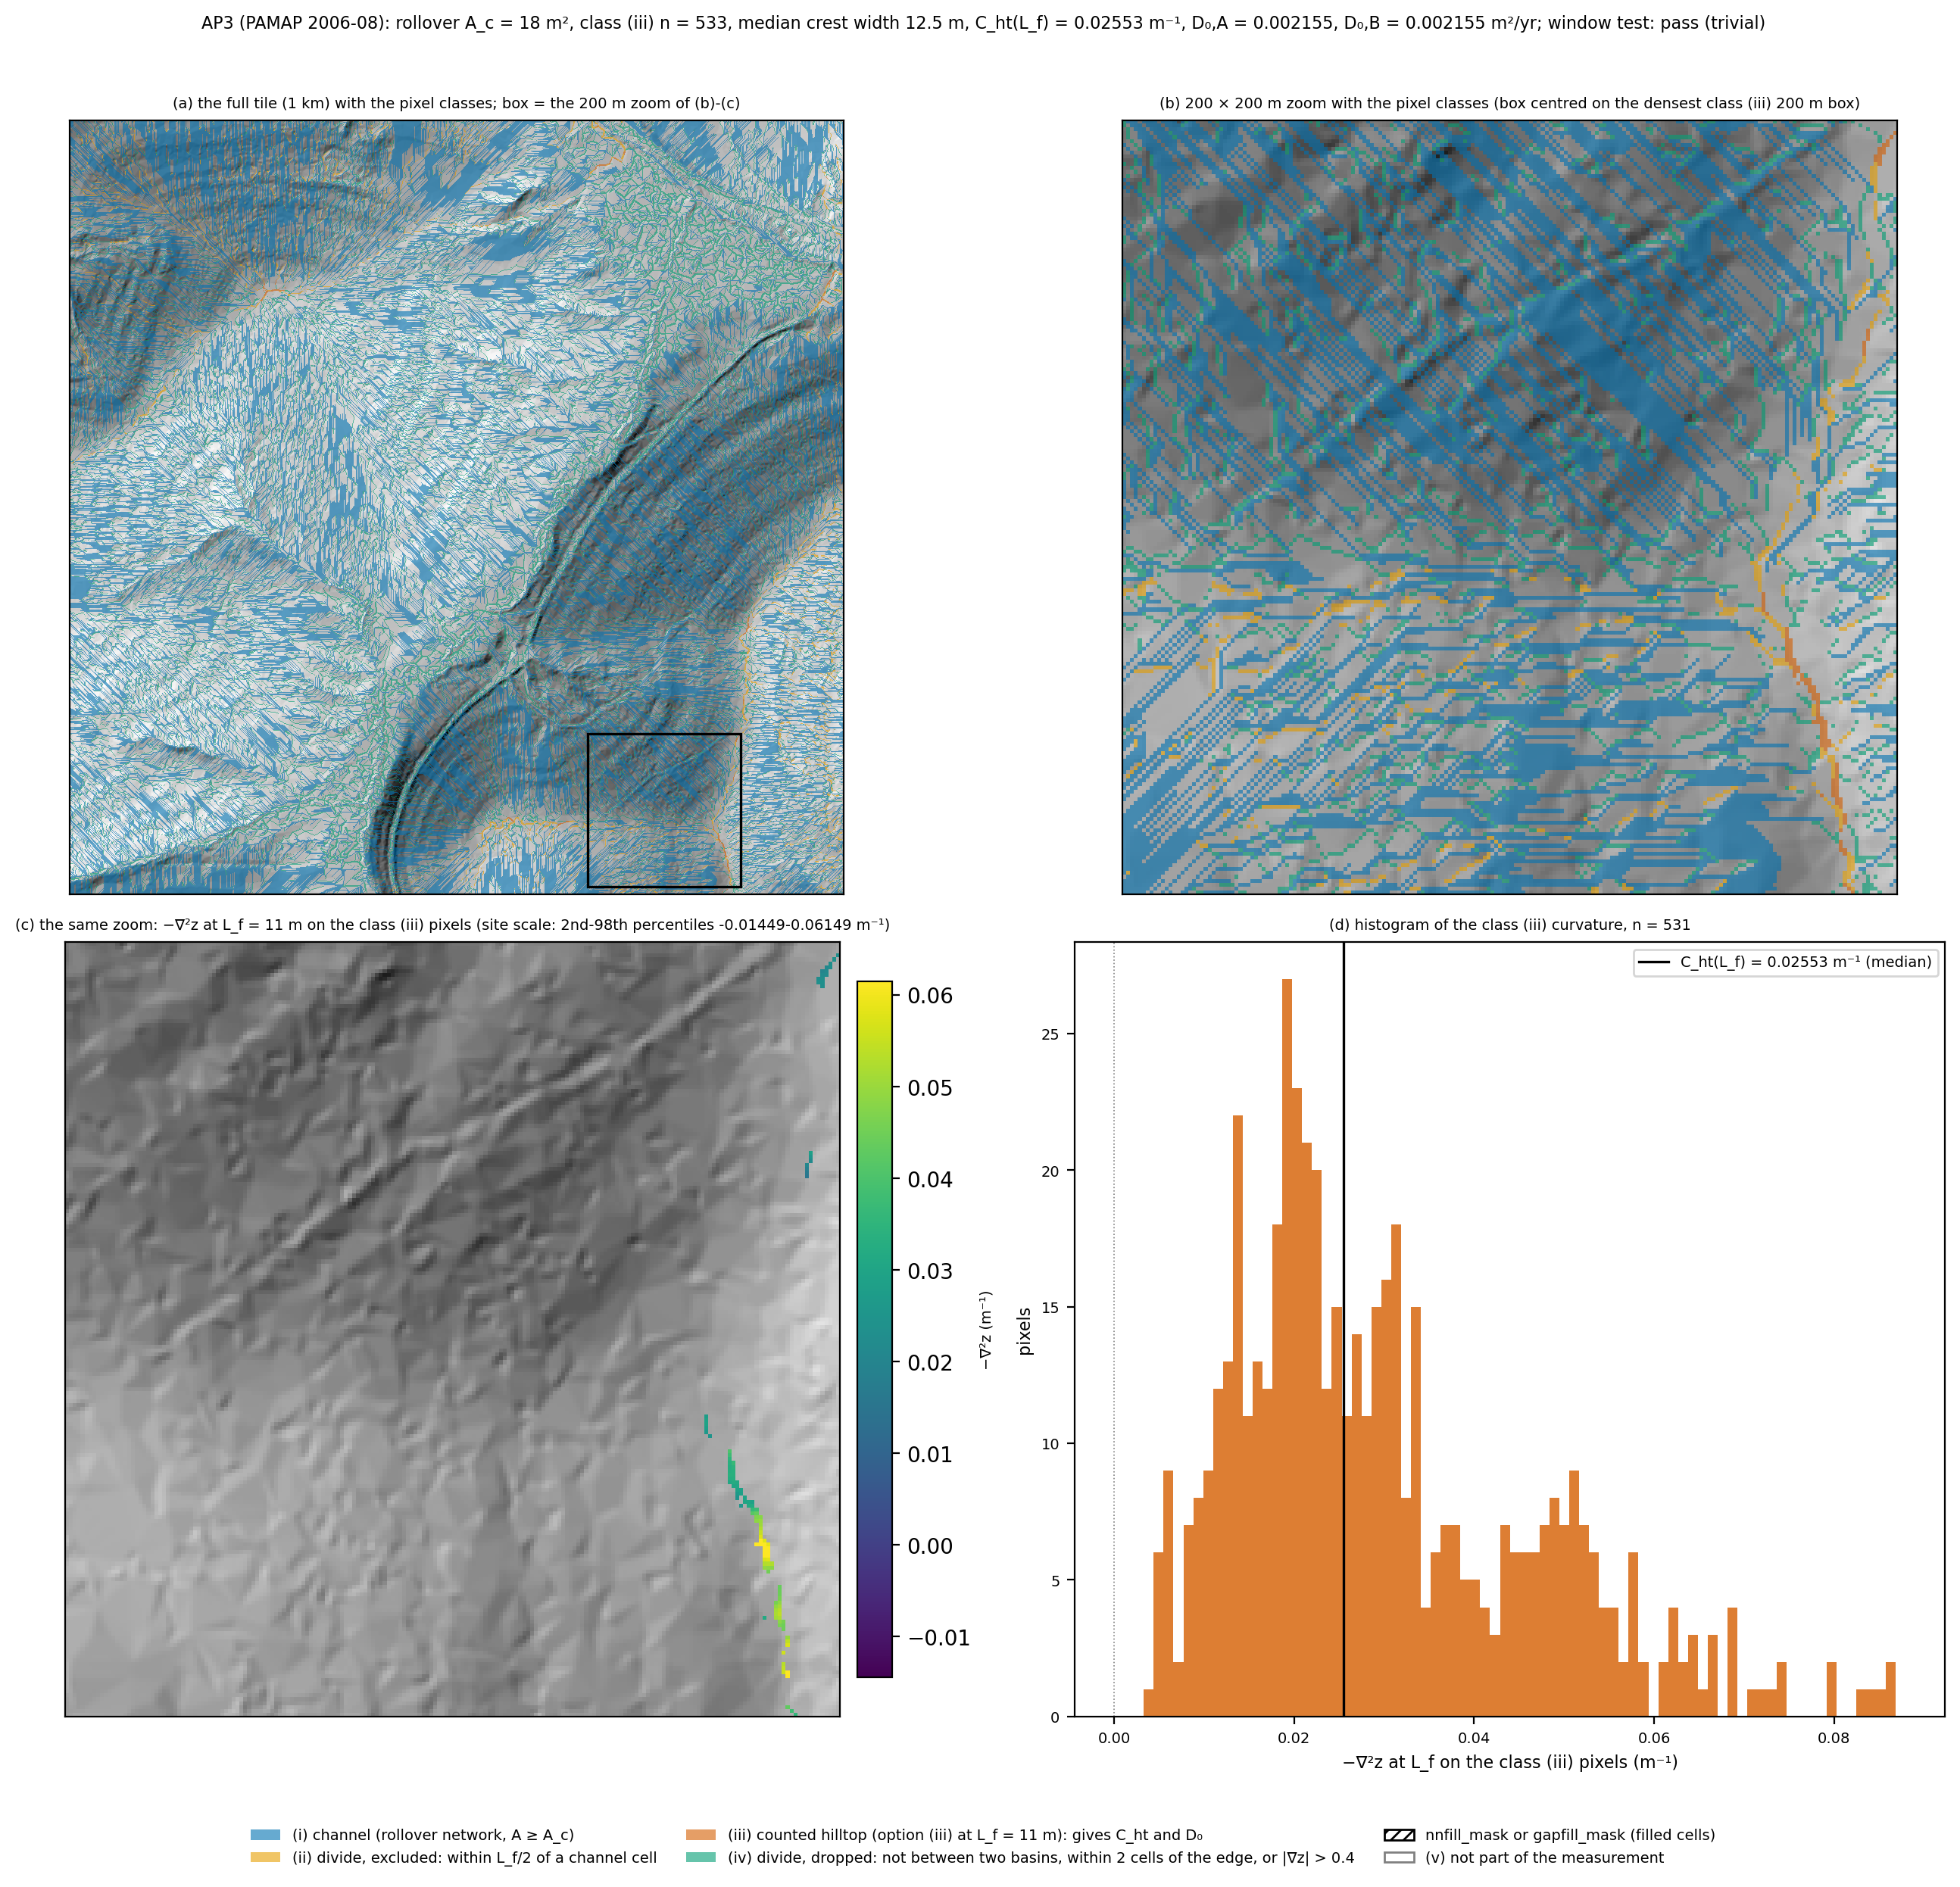 AP3 (PAMAP 2006-08): rollover A_c = 18 m², class (iii) n = 533, median crest width 12.5 m, C_ht(L_f) = 0.02553 m⁻¹, D₀,A = 0.002155, D₀,B = 0.002155 m²/yr; window test: pass (trivial)
(a) the full tile (1 km) with the pixel classes; box = the 200 m zoom of (b)-(c)
(b) 200 × 200 m zoom with the pixel classes (box centred on the densest class (iii) 200 m box)
(c) the same zoom: −∇²z at L_f = 11 m on the class (iii) pixels (site scale: 2nd-98th percentiles -0.01449-0.06149 m⁻¹)
0.06
0.05
0.04
0.03
0.02
0.01
0.00
−0.01
−∇²z (m⁻¹)
(d) histogram of the class (iii) curvature, n = 531
C_ht(L_f) = 0.02553 m⁻¹ (median)
25
20
15
10
5
0
pixels
0.00 0.02 0.04 0.06 0.08
−∇²z at L_f on the class (iii) pixels (m⁻¹)
(i) channel (rollover network, A ≥ A_c)
(ii) divide, excluded: within L_f/2 of a channel cell
(iii) counted hilltop (option (iii) at L_f = 11 m): gives C_ht and D₀
(iv) divide, dropped: not between two basins, within 2 cells of the edge, or |∇z| > 0.4
nnfill_mask or gapfill_mask (filled cells)
(v) not part of the measurement